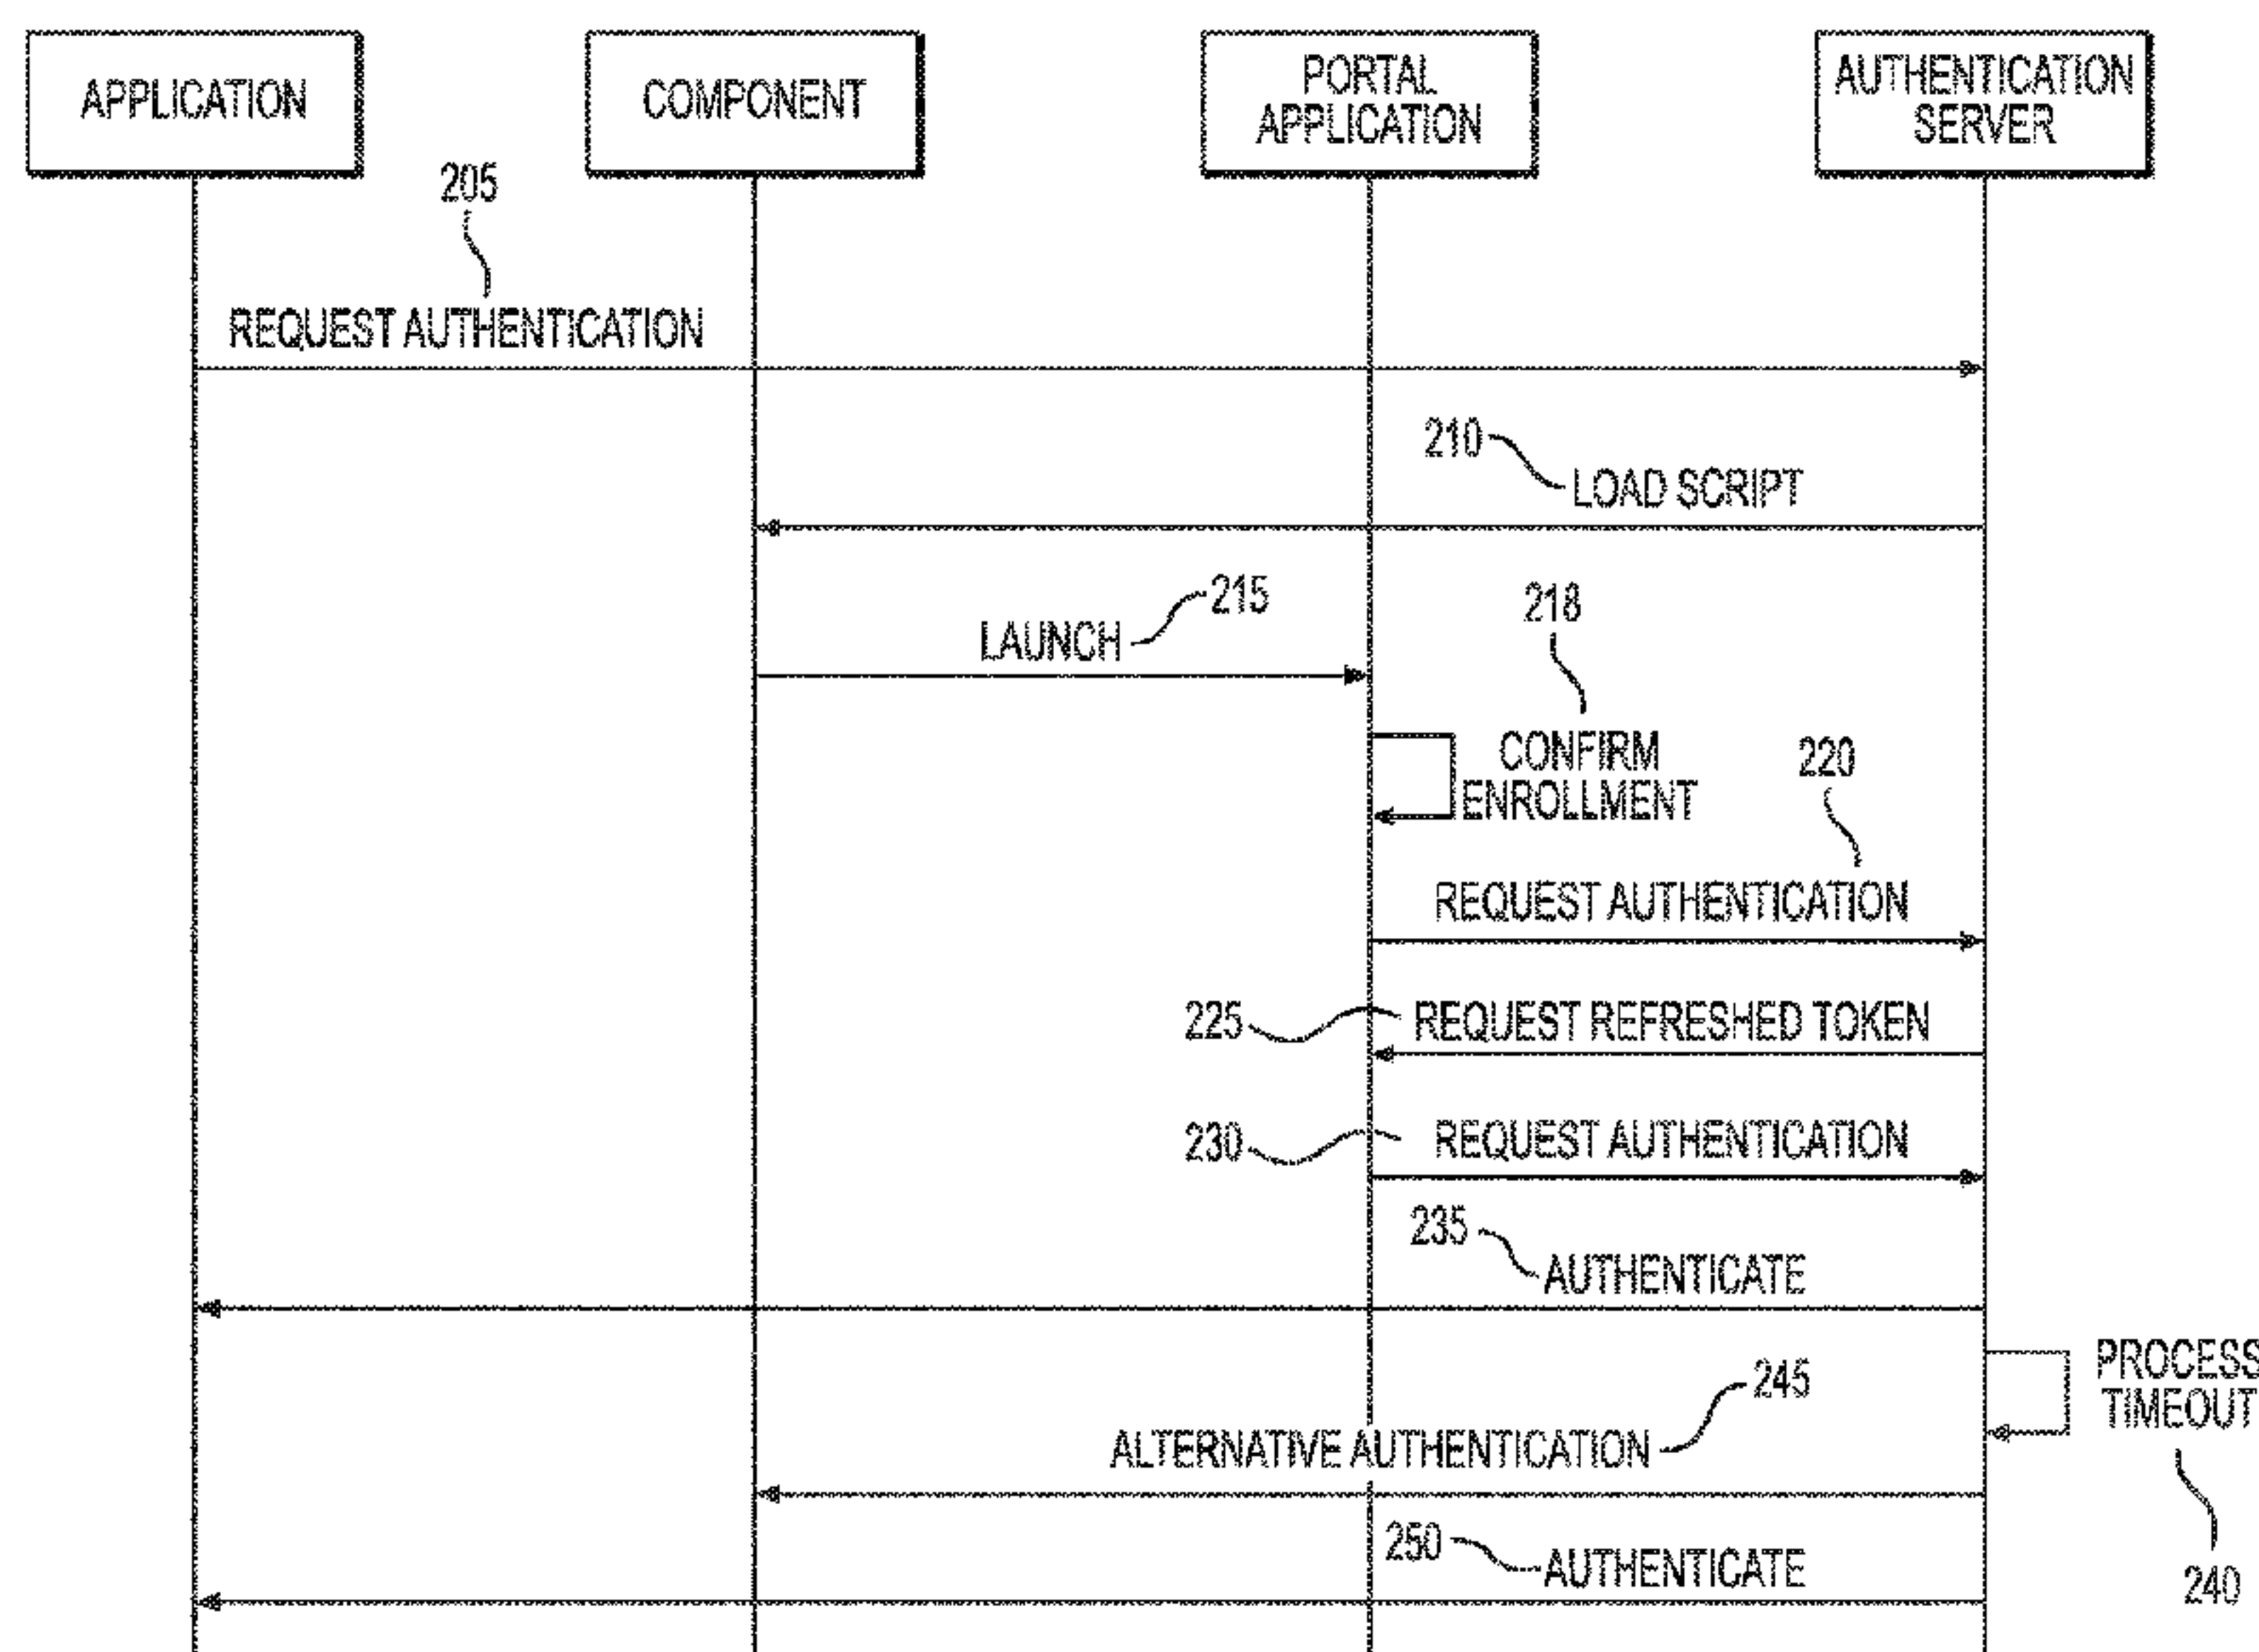 APPLICATION
COMPONENT
PORTAL
APPLICATION
AUTHENTICATION
SERVER
205
REQUEST AUTHENTICATION
210
LOAD SCRIPT
215
LAUNCH
218
CONFIRM
ENROLLMENT
220
REQUEST AUTHENTICATION
225
REQUEST REFRESHED TOKEN
230
REQUEST AUTHENTICATION
235
AUTHENTICATE
PROCESS
TIMEOUT
240
245
ALTERNATIVE AUTHENTICATION
250
AUTHENTICATE